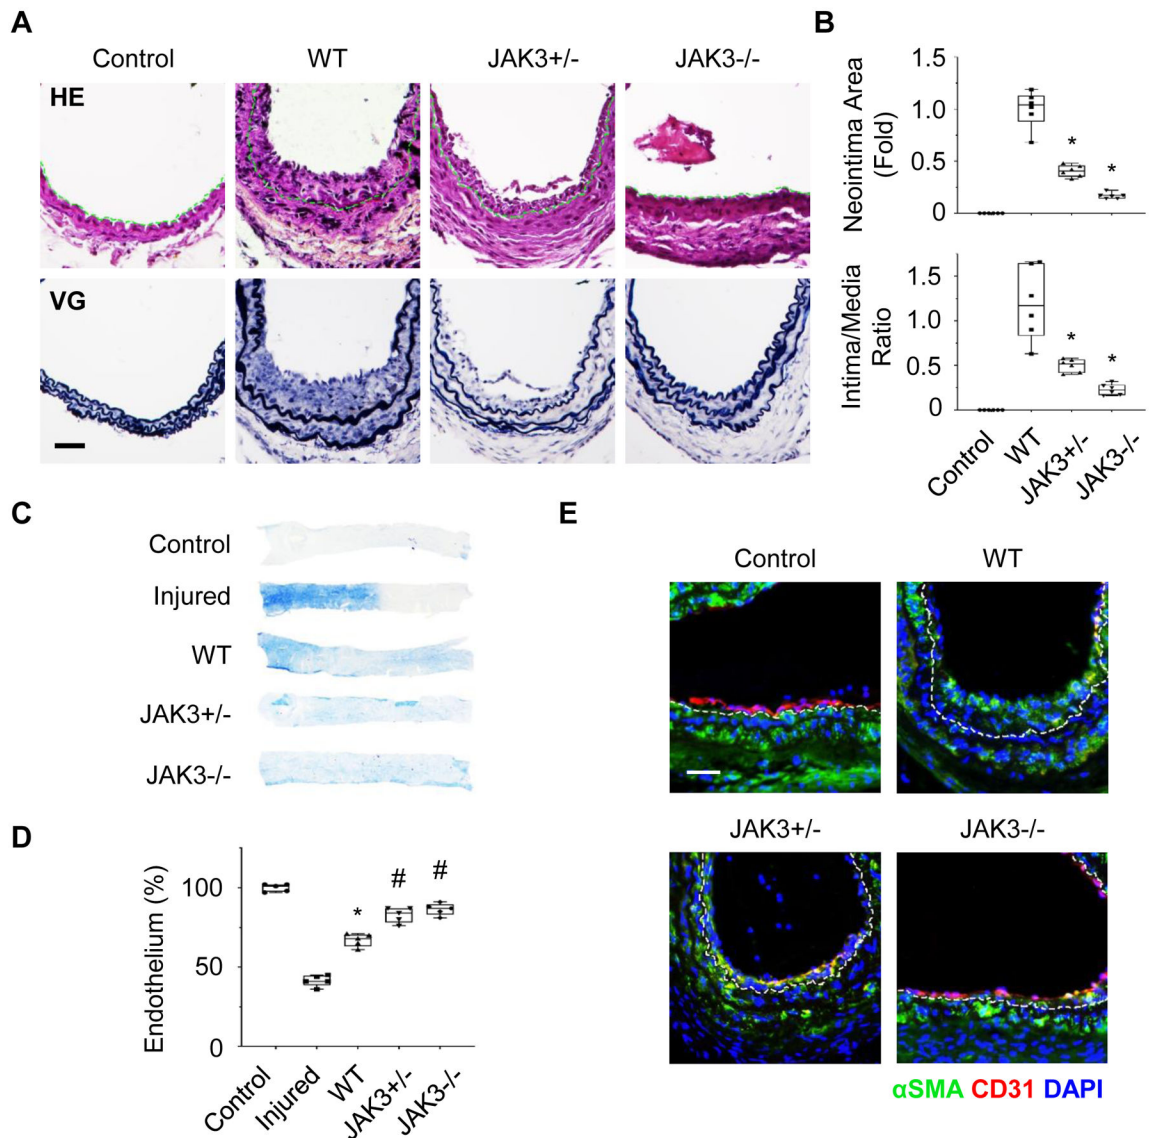 A
Control
WT
JAK3+/-
JAK3-/-
HE
VG
B
Neointima Area
(Fold)
1.5
1.0
0.5
0
*
*
Intima/Media
Ratio
1.5
1.0
0.5
0
*
*
Control
WT
JAK3+/-
JAK3-/-
C
Control
Injured
WT
JAK3+/-
JAK3-/-
D
Endothelium (%)
100
50
0
*
#
#
Control
Injured
WT
JAK3+/-
JAK3-/-
E
Control
WT
JAK3+/-
JAK3-/-
αSMA CD31 DAPI